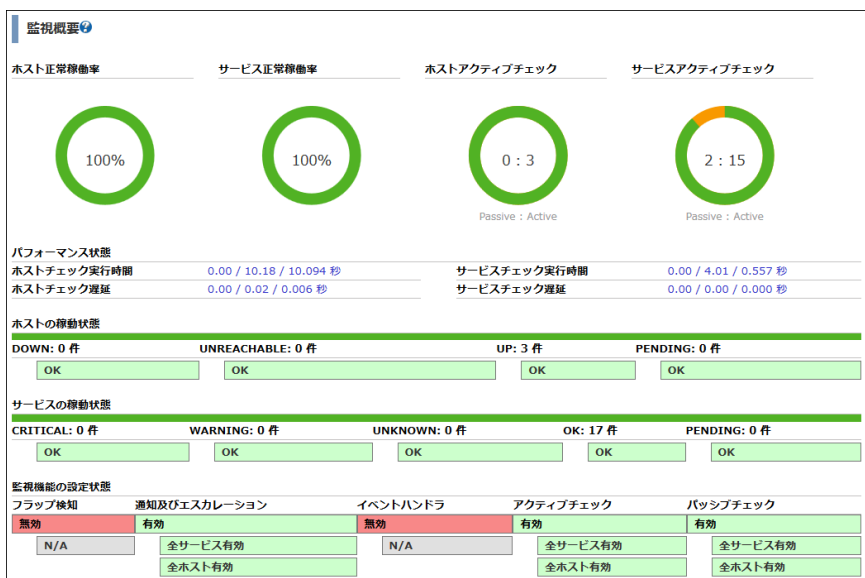 監視概要?
ホスト正常稼働率 サービス正常稼働率 ホストアクティブチェック サービスアクティブチェック
100% 100% 0 : 3 2 : 15
Passive : Active Passive : Active
パフォーマンス状態
ホストチェック実行時間 0.00 / 10.18 / 10.094 秒 サービスチェック実行時間 0.00 / 4.01 / 0.557 秒
ホストチェック遅延 0.00 / 0.02 / 0.006 秒 サービスチェック遅延 0.00 / 0.00 / 0.000 秒
ホストの稼動状態
DOWN: 0 件 UNREACHABLE: 0 件 UP: 3 件 PENDING: 0 件
OK OK OK OK
サービスの稼動状態
CRITICAL: 0 件 WARNING: 0 件 UNKNOWN: 0 件 OK: 17 件 PENDING: 0 件
OK OK OK OK OK
監視機能の設定状態
フラップ検知 通知及びエスカレーション イベントハンドラ アクティブチェック パッシブチェック
無効 有効 無効 有効 有効
N/A 全サービス有効 N/A 全サービス有効 全サービス有効
全ホスト有効 全ホスト有効 全ホスト有効